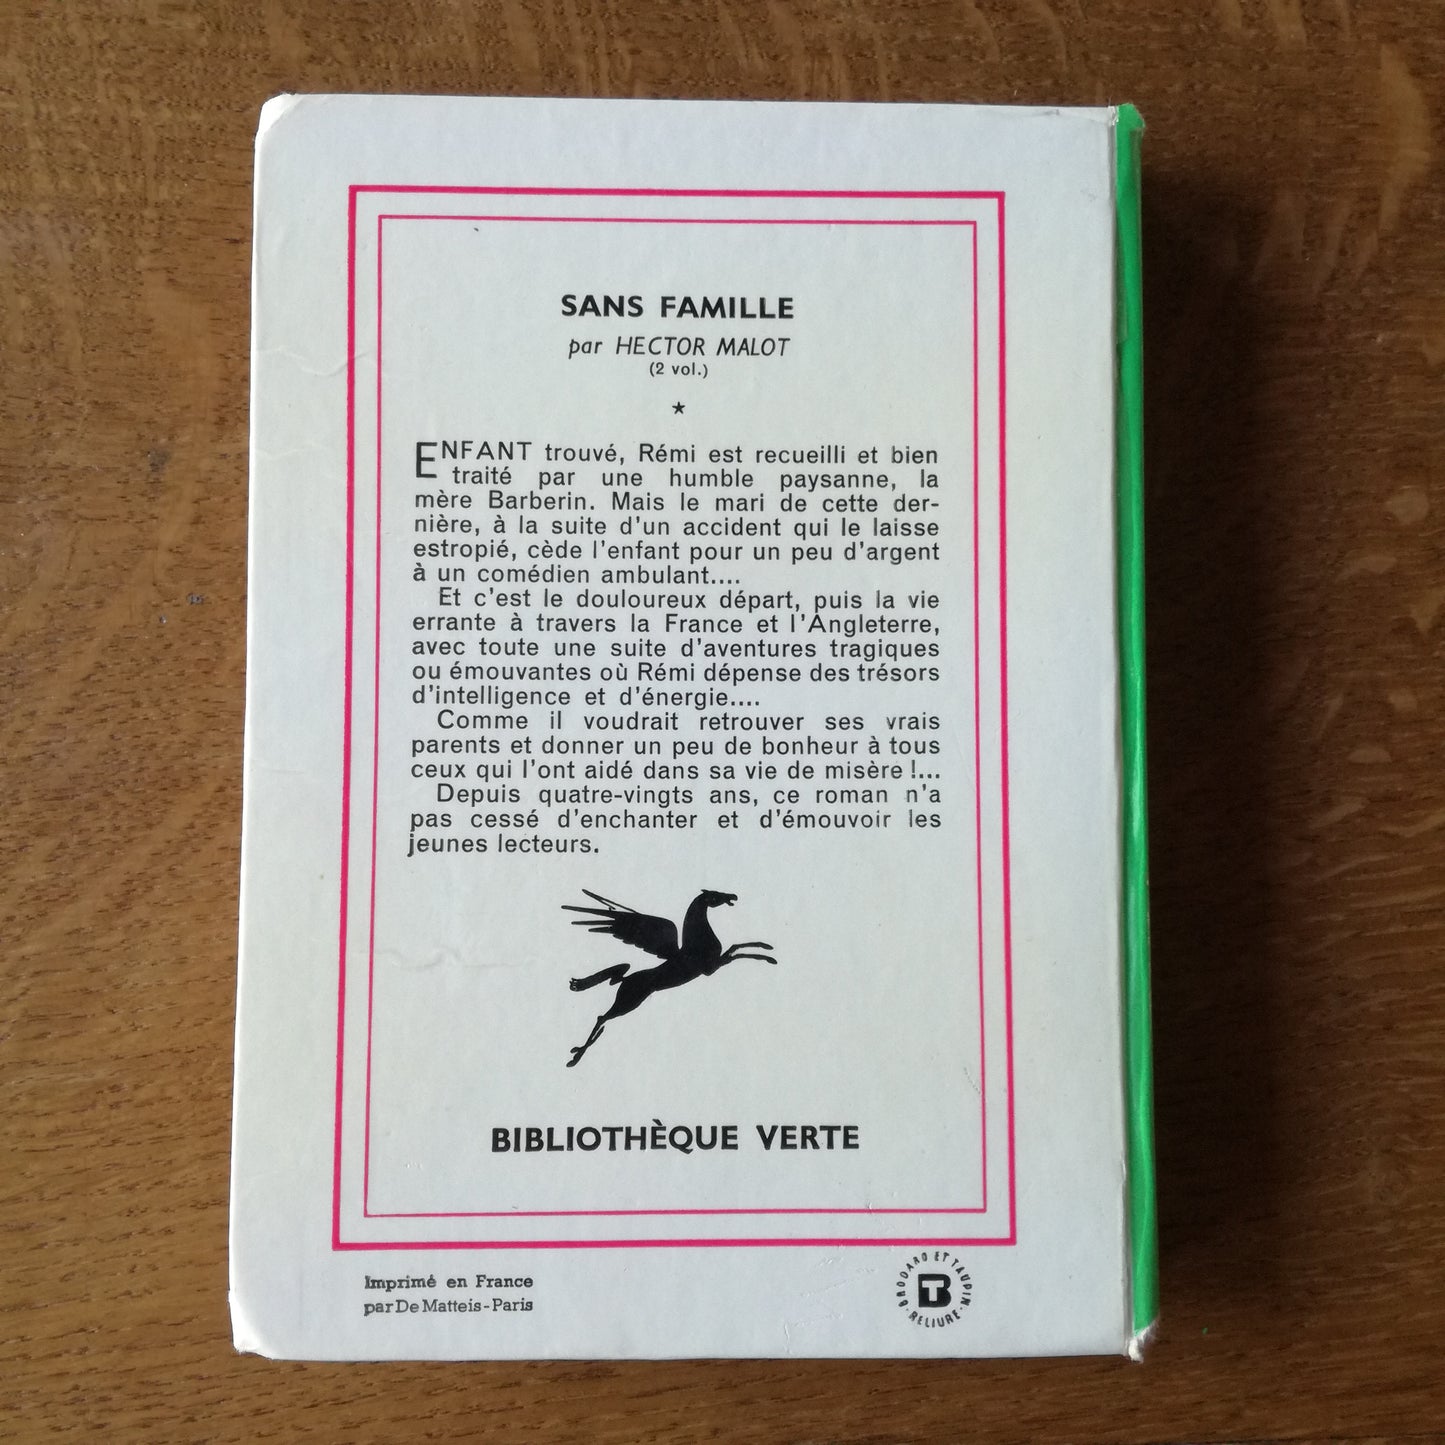 SANS FAMILLE
par HECTOR MALOT
(2 vol.)
★
ENFANT trouvé, Rémi est recueilli et bien
traité par une humble paysanne, la
mère Barberin. Mais le mari de cette der-
nière, à la suite d'un accident qui le laisse
estropié, cède l'enfant pour un peu d'argent
à un comédien ambulant....
Et c'est le douloureux départ, puis la vie
errante à travers la France et l'Angleterre,
avec toute une suite d'aventures tragiques
ou émouvantes où Rémi dépense des trésors
d'intelligence et d'énergie....
Comme il voudrait retrouver ses vrais
parents et donner un peu de bonheur à tous
ceux qui l'ont aidé dans sa vie de misère !...
Depuis quatre-vingts ans, ce roman n'a
pas cessé d'enchanter et d'émouvoir les
jeunes lecteurs.
BIBLIOTHÈQUE VERTE
Imprimé en France
par De Matteis-Paris
BRODARD ET TAUPIN
RELIURE
BT